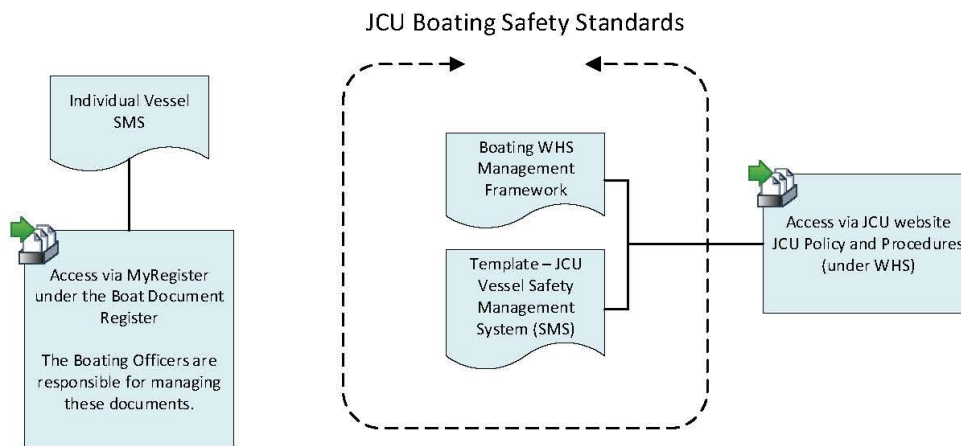 JCU Boating Safety Standards
Individual Vessel
SMS
Access via MyRegister
under the Boat Document
Register
The Boating Officers are
responsible for managing
these documents.
Boating WHS
Management
Framework
Template – JCU
Vessel Safety
Management
System (SMS)
Access via JCU website
JCU Policy and Procedures
(under WHS)